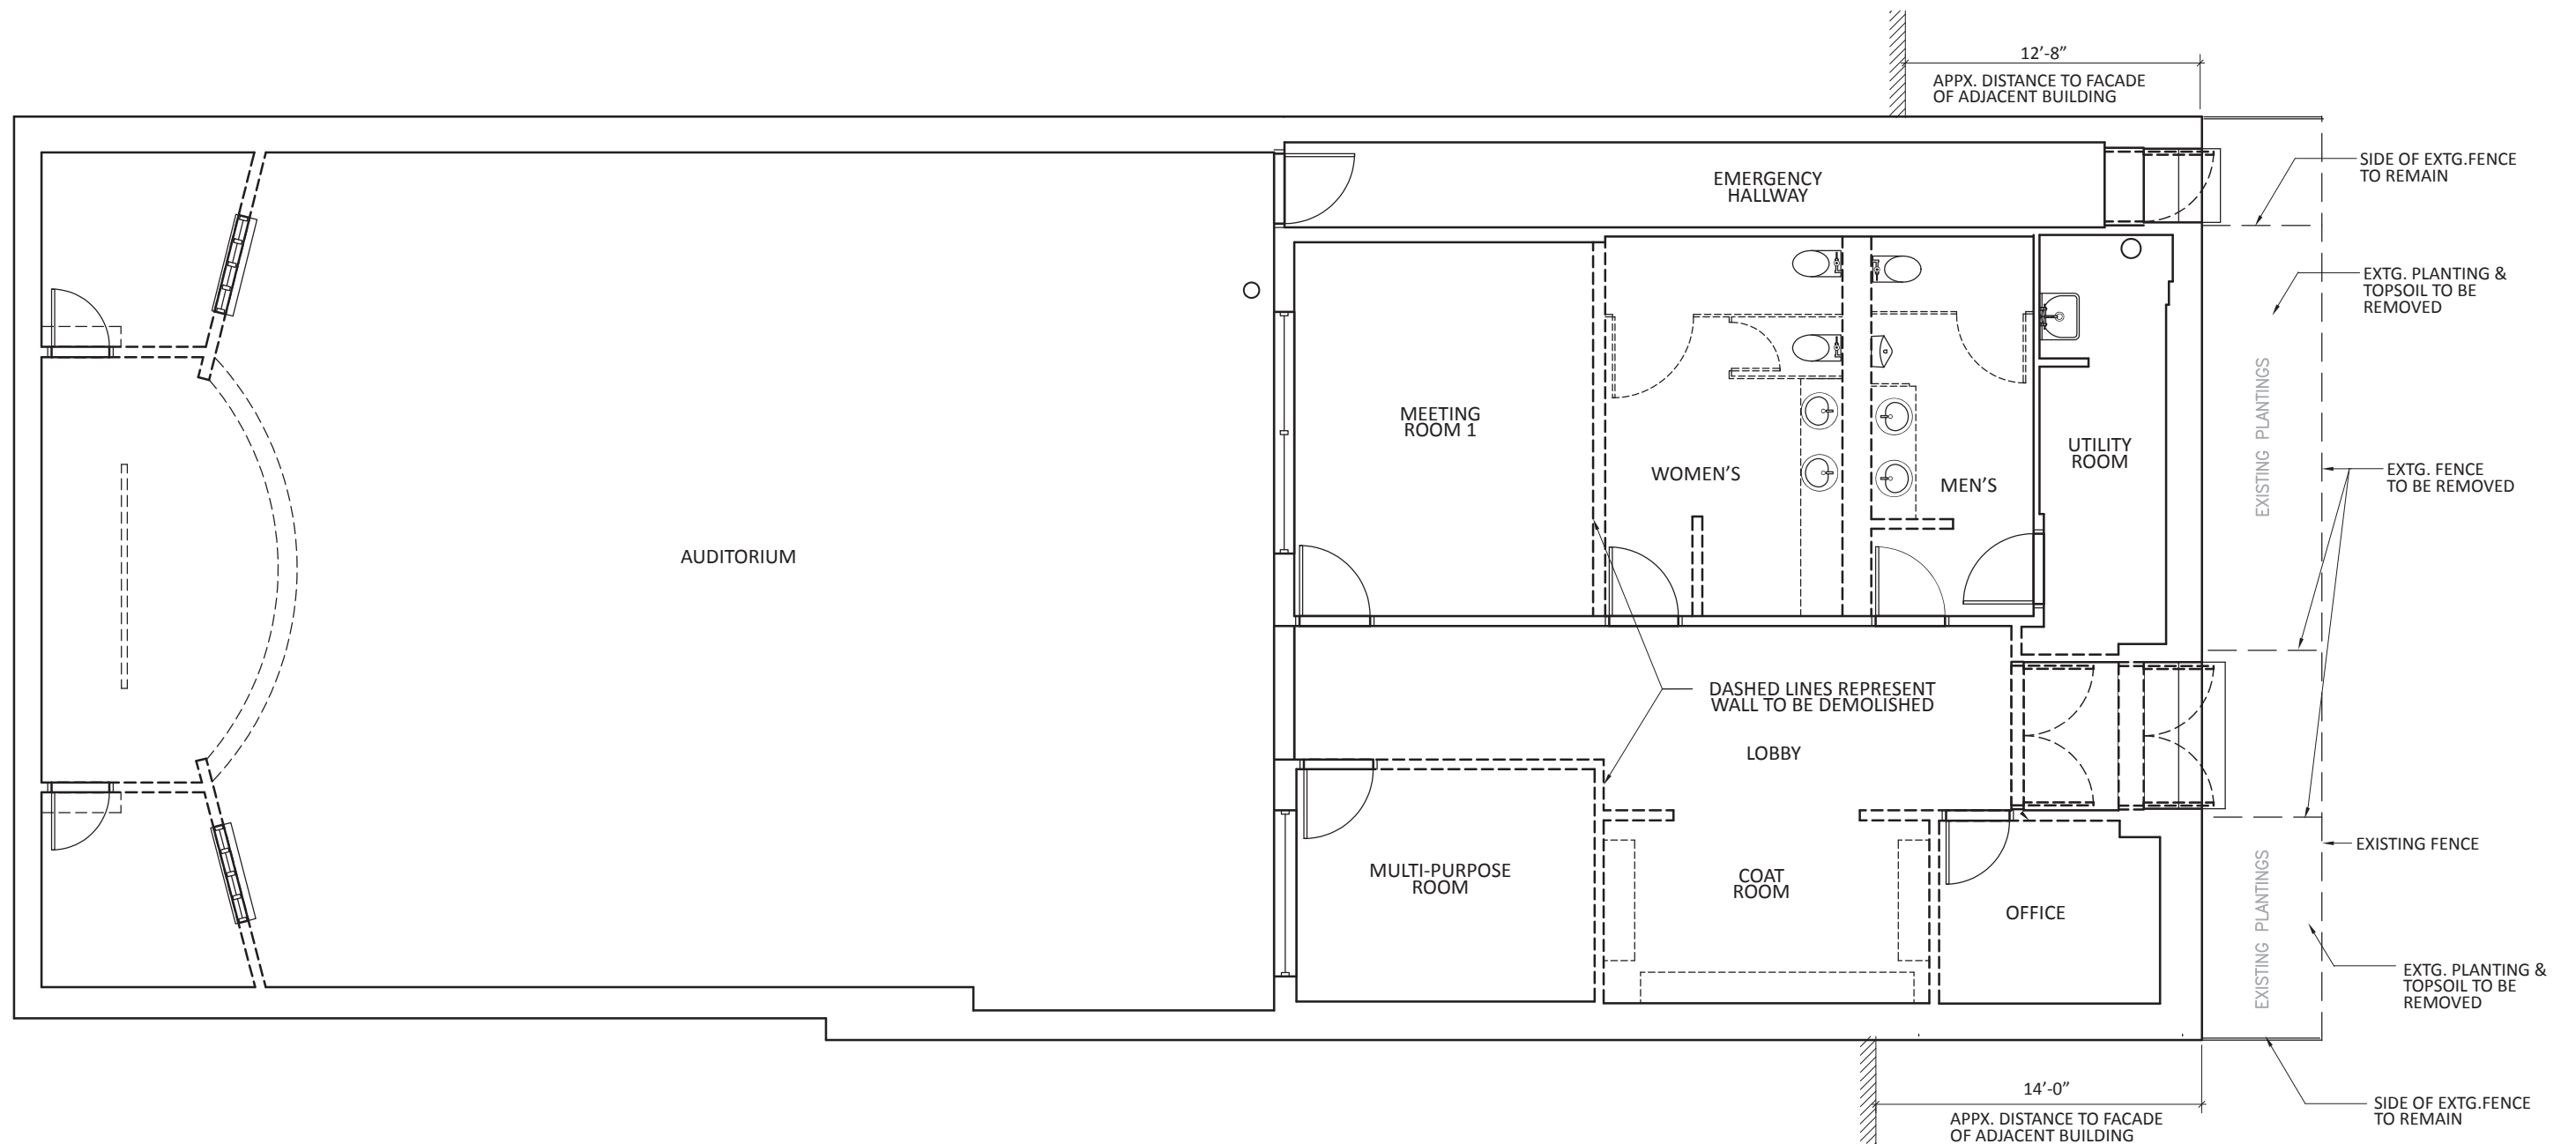 12'-8"
APPX. DISTANCE TO FACADE
OF ADJACENT BUILDING
SIDE OF EXTG.FENCE
TO REMAIN
EMERGENCY
HALLWAY
EXTG. PLANTING &
TOPSOIL TO BE
REMOVED
EXISTING PLANTINGS
MEETING
ROOM 1
WOMEN'S
MEN'S
UTILITY
ROOM
EXTG. FENCE
TO BE REMOVED
AUDITORIUM
DASHED LINES REPRESENT
WALL TO BE DEMOLISHED
LOBBY
EXISTING FENCE
MULTI-PURPOSE
ROOM
COAT
ROOM
OFFICE
EXISTING PLANTINGS
EXTG. PLANTING &
TOPSOIL TO BE
REMOVED
14'-0"
APPX. DISTANCE TO FACADE
OF ADJACENT BUILDING
SIDE OF EXTG.FENCE
TO REMAIN